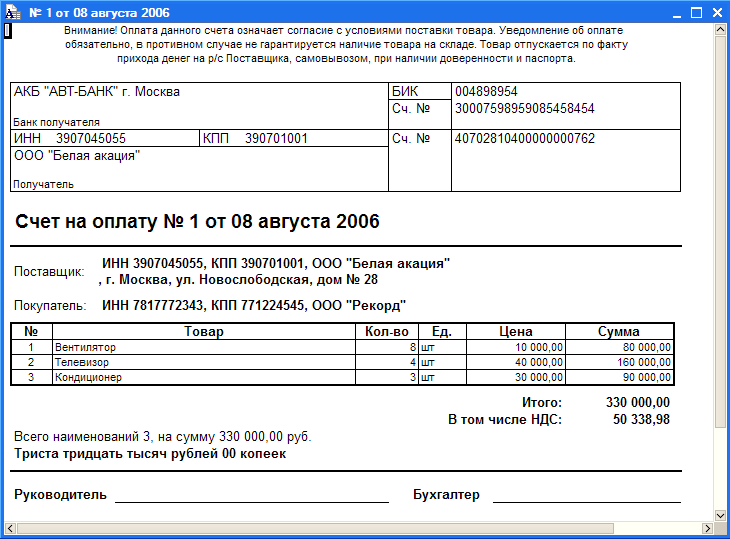 № 1 от 08 августа 2006
Внимание! Оплата данного счета означает согласие с условиями поставки товара. Уведомление об оплате
обязательно, в противном случае не гарантируется наличие товара на складе. Товар отпускается по факту
прихода денег на р/с Поставщика, самовывозом, при наличии доверенности и паспорта.
АКБ "АВТ-БАНК" г. Москва БИК 004898954
Сч. № 30007598959085458454
Банк получателя
ИНН 3907045055 КПП 390701001 Сч. № 40702810400000000762
ООО "Белая акация"
Получатель
Счет на оплату № 1 от 08 августа 2006
Поставщик: ИНН 3907045055, КПП 390701001, ООО "Белая акация"
, г. Москва, ул. Новослободская, дом № 28
Покупатель: ИНН 7817772343, КПП 771224545, ООО "Рекорд"
№ Товар Кол-во Ед. Цена Сумма
1 Вентилятор 8 шт 10 000,00 80 000,00
2 Телевизор 4 шт 40 000,00 160 000,00
3 Кондиционер 3 шт 30 000,00 90 000,00
Итого: 330 000,00
В том числе НДС: 50 338,98
Всего наименований 3, на сумму 330 000,00 руб.
Триста тридцать тысяч рублей 00 копеек
Руководитель Бухгалтер